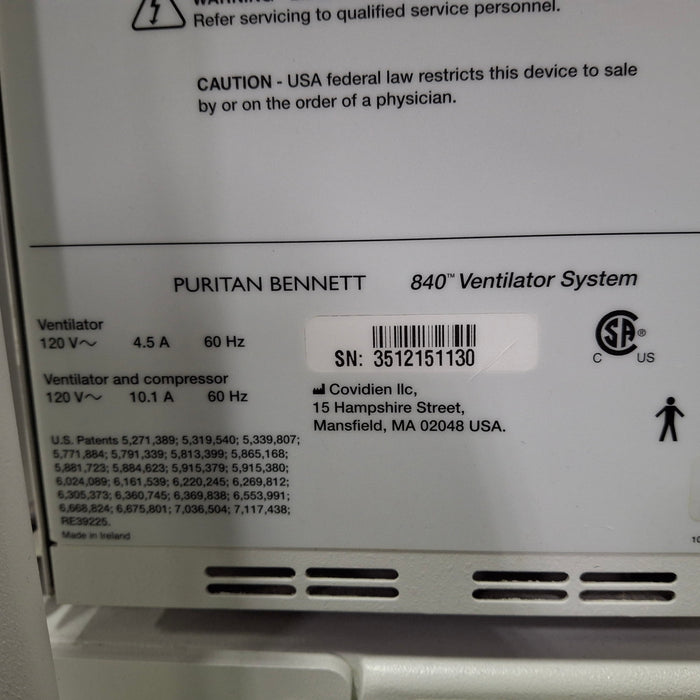 Refer servicing to qualified service personnel.
CAUTION - USA federal law restricts this device to sale
by or on the order of a physician.
PURITAN BENNETT 840™ Ventilator System
Ventilator
120 V~ 4.5 A 60 Hz
SN: 3512151130
SA ®
C US
Ventilator and compressor
120 V~ 10.1 A 60 Hz
Covidien llc,
15 Hampshire Street,
Mansfield, MA 02048 USA.
U.S. Patents 5,271,389; 5,319,540; 5,339,807;
5,771,884; 5,791,339; 5,813,399; 5,865,168;
5,881,723; 5,884,623; 5,915,379; 5,915,380;
6,024,089; 6,161,539; 6,220,245; 6,269,812;
6,305,373; 6,360,745; 6,369,838; 6,553,991;
6,668,824; 6,675,801; 7,036,504; 7,117,438;
RE39225.
Made in Ireland
10